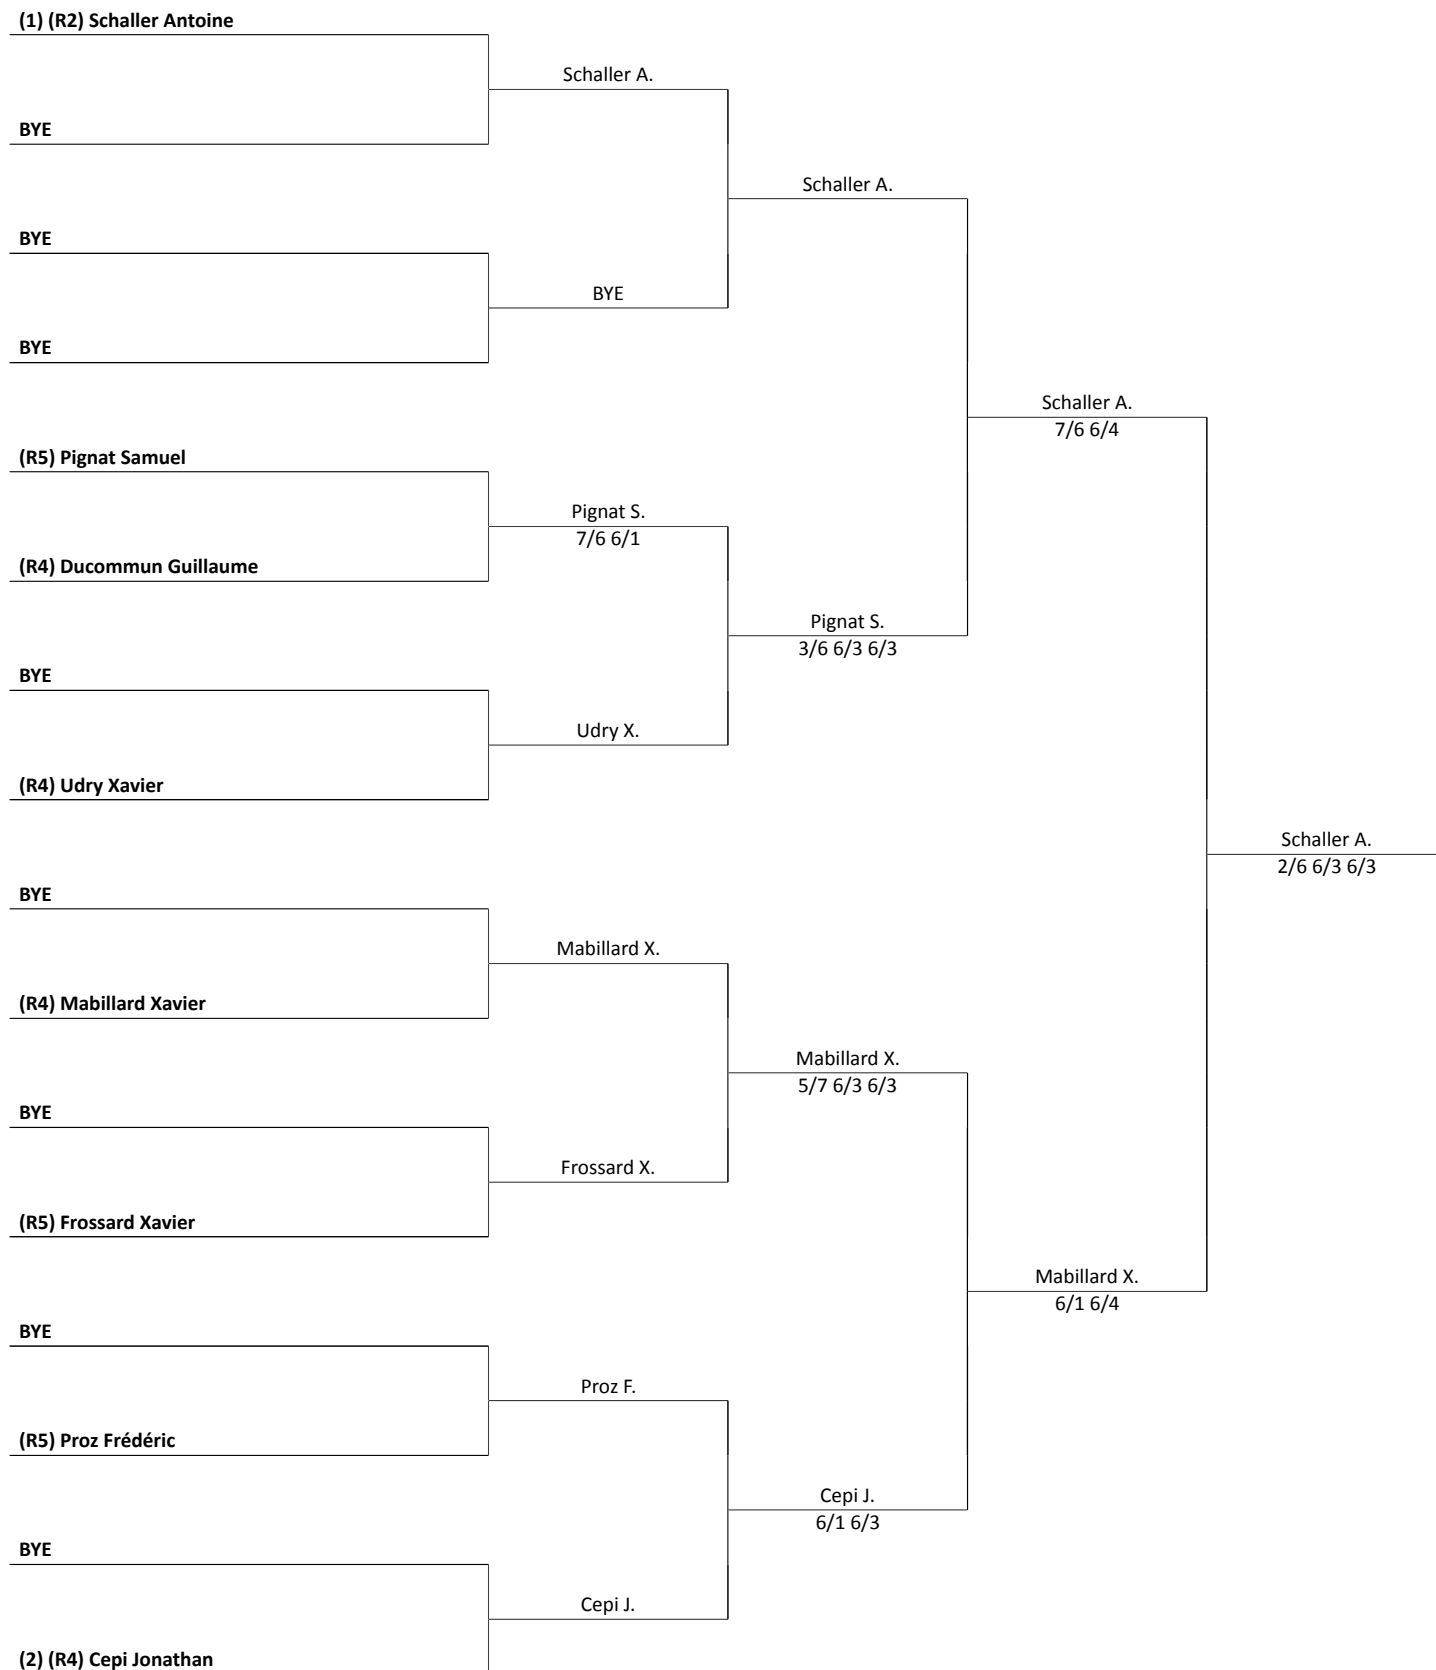 (1) (R2) Schaller Antoine
Schaller A.
BYE
Schaller A.
BYE
BYE
BYE
Schaller A.
7/6 6/4
(R5) Pignat Samuel
Pignat S.
7/6 6/1
(R4) Ducommun Guillaume
Pignat S.
3/6 6/3 6/3
BYE
Udry X.
(R4) Udry Xavier
Schaller A.
2/6 6/3 6/3
BYE
Mabillard X.
(R4) Mabillard Xavier
Mabillard X.
5/7 6/3 6/3
BYE
Frossard X.
(R5) Frossard Xavier
Mabillard X.
6/1 6/4
BYE
Proz F.
(R5) Proz Frédéric
Cepi J.
6/1 6/3
BYE
Cepi J.
(2) (R4) Cepi Jonathan